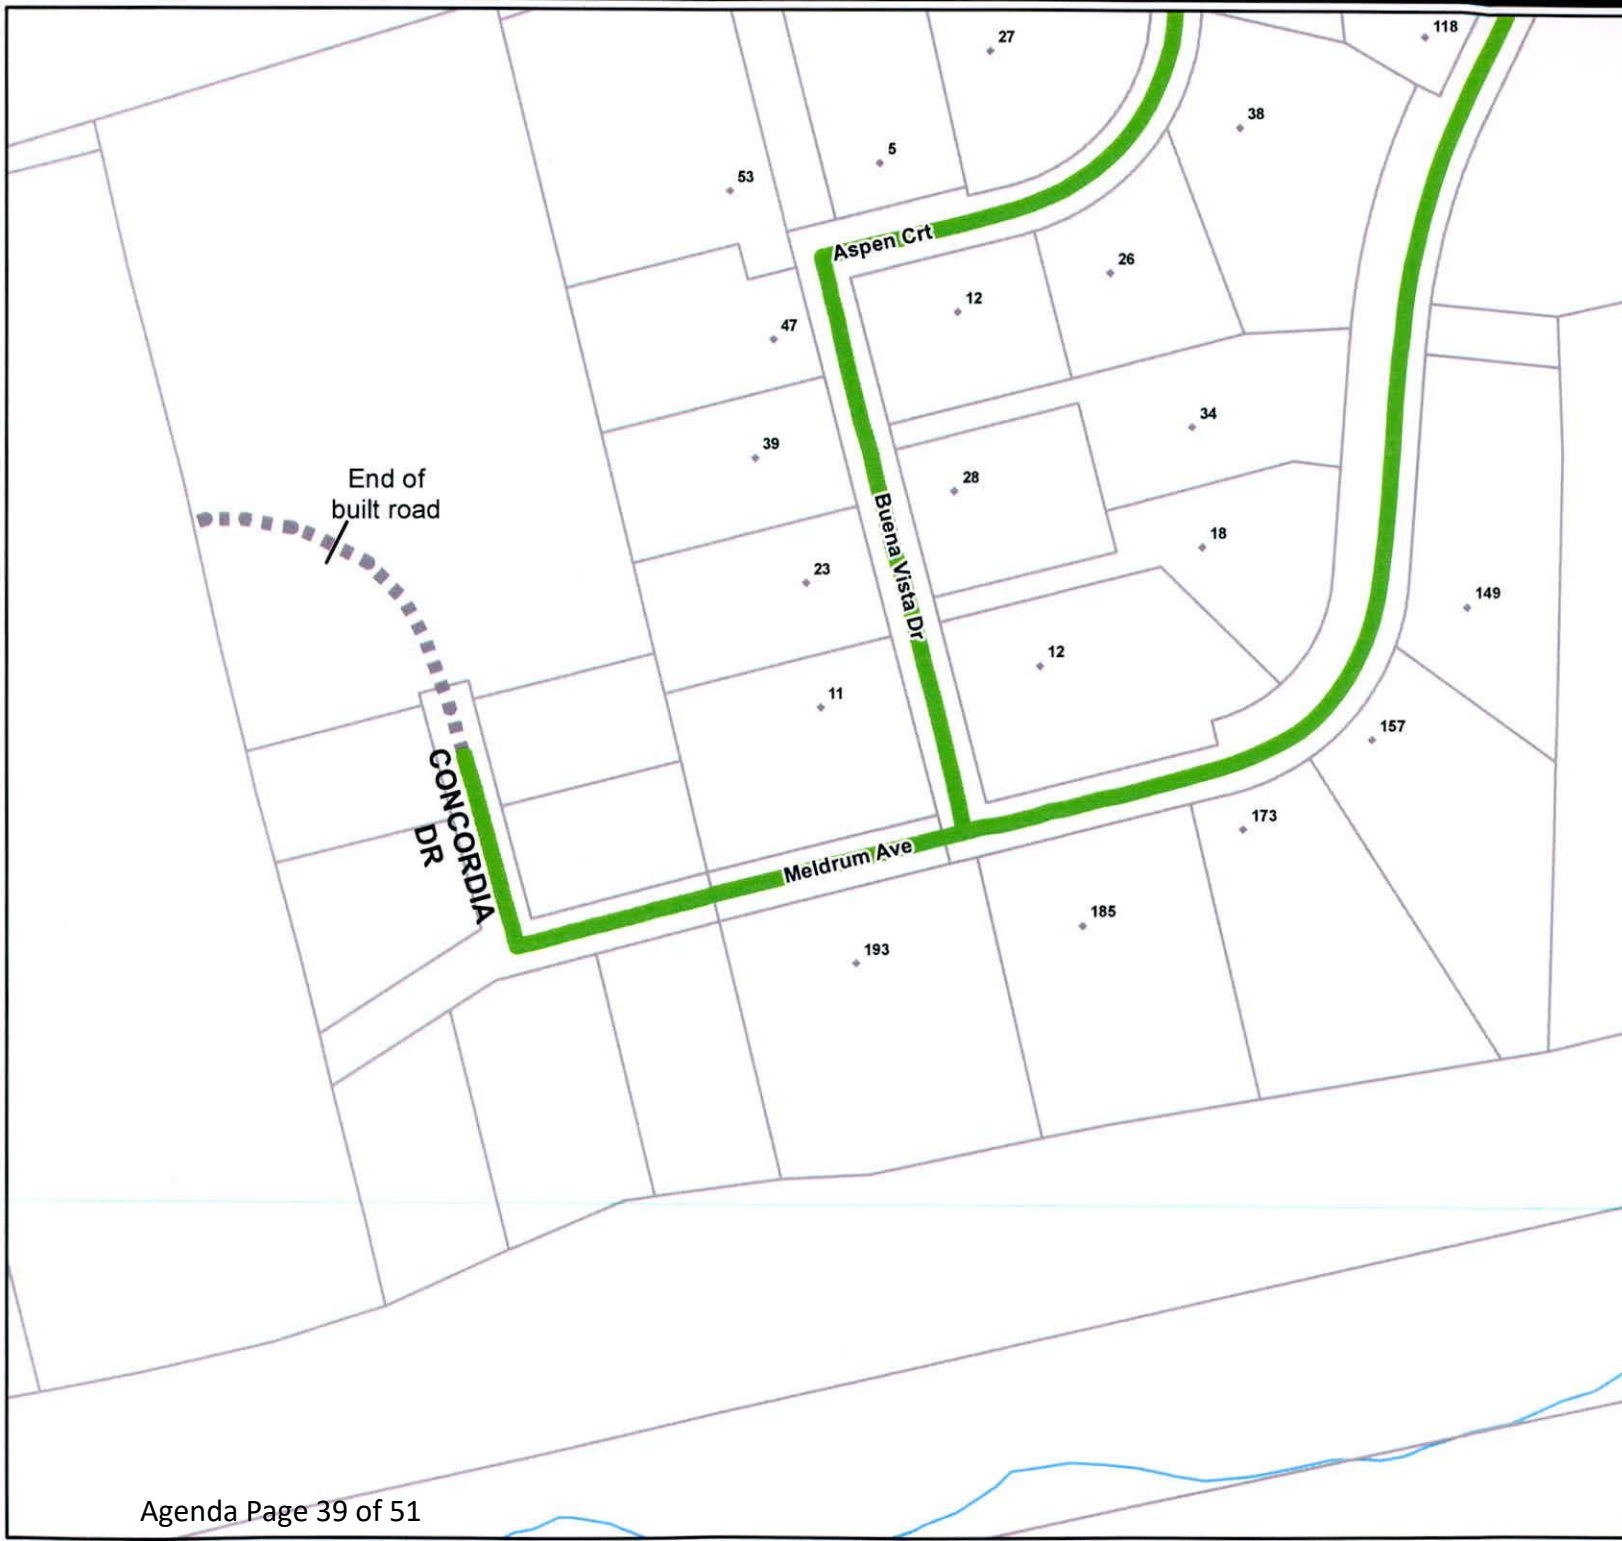 118
27
38
5
53
Aspen Crt
26
12
47
34
39
28
End of
built road
Buena Vista Dr
18
23
149
12
11
157
CONCORDIA
DR
173
Meldrum Ave
185
193
Agenda Page 39 of 51